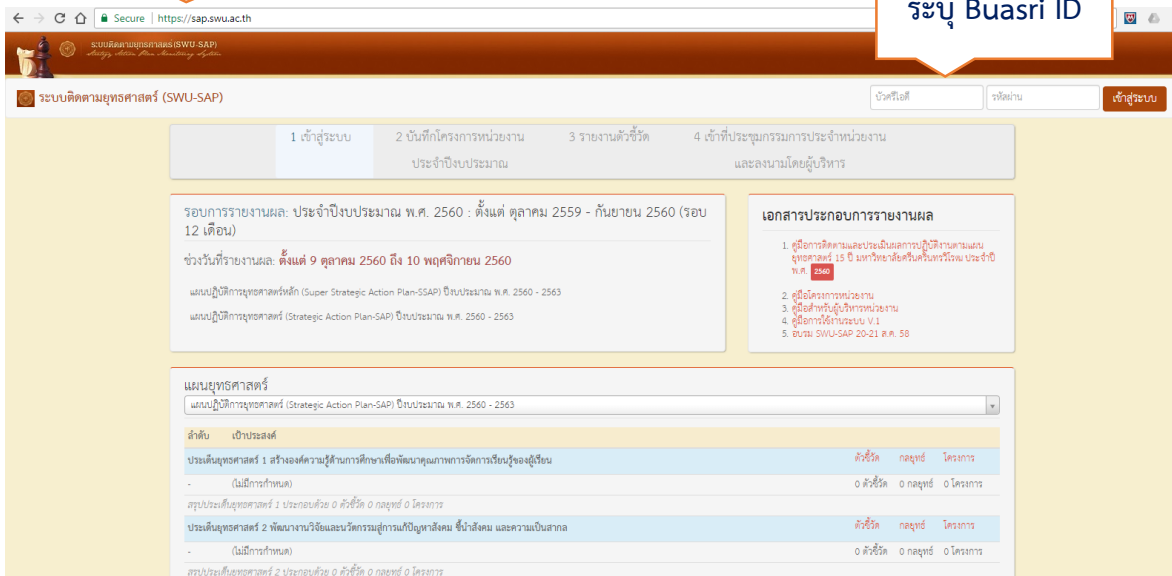 ระบุ Buasri ID
Secure | https://sap.swu.ac.th
ระบบติดตามยุทธศาสตร์(SWU-SAP)
Strategic Action Plan Monitoring System
ระบบติดตามยุทธศาสตร์ (SWU-SAP)
บัวศรีไอดี
รหัสผ่าน
เข้าสู่ระบบ
1 เข้าสู่ระบบ
2 บันทึกโครงการหน่วยงาน
ประจำปีงบประมาณ
3 รายงานตัวชี้วัด
4 เข้าที่ประชุมกรรมการประจำหน่วยงาน
และลงนามโดยผู้บริหาร
รอบการรายงานผล: ประจำปีงบประมาณ พ.ศ. 2560 : ตั้งแต่ ตุลาคม 2559 - กันยายน 2560 (รอบ
12 เดือน)
ช่วงวันที่รายงานผล: ตั้งแต่ 9 ตุลาคม 2560 ถึง 10 พฤศจิกายน 2560
แผนปฏิบัติการยุทธศาสตร์หลัก (Super Strategic Action Plan-SSAP) ปีงบประมาณ พ.ศ. 2560 - 2563
แผนปฏิบัติการยุทธศาสตร์ (Strategic Action Plan-SAP) ปีงบประมาณ พ.ศ. 2560 - 2563
เอกสารประกอบการรายงานผล
1. คู่มือการติดตามและประเมินผลการปฏิบัติงานตามแผน
ยุทธศาสตร์ 15 ปี มหาวิทยาลัยศรีนครินทรวิโรฒ ประจำปี
พ.ศ. 2560
2. คู่มือโครงการหน่วยงาน
3. คู่มือสำหรับผู้บริหารหน่วยงาน
4. คู่มือการใช้งานระบบ V.1
5. อบรม SWU-SAP 20-21 ส.ค. 58
แผนยุทธศาสตร์
แผนปฏิบัติการยุทธศาสตร์ (Strategic Action Plan-SAP) ปีงบประมาณ พ.ศ. 2560 - 2563
ลำดับ เป้าประสงค์
ประเด็นยุทธศาสตร์ 1 สร้างองค์ความรู้ด้านการศึกษาเพื่อพัฒนาคุณภาพการจัดการเรียนรู้ของผู้เรียน ตัวชี้วัด กลยุทธ์ โครงการ
- (ไม่มีการกำหนด) 0 ตัวชี้วัด 0 กลยุทธ์ 0 โครงการ
สรุปประเด็นยุทธศาสตร์ 1 ประกอบด้วย 0 ตัวชี้วัด 0 กลยุทธ์ 0 โครงการ
ประเด็นยุทธศาสตร์ 2 พัฒนางานวิจัยและนวัตกรรมสู่การแก้ปัญหาสังคม ชี้นำสังคม และความเป็นสากล ตัวชี้วัด กลยุทธ์ โครงการ
- (ไม่มีการกำหนด) 0 ตัวชี้วัด 0 กลยุทธ์ 0 โครงการ
สรุปประเด็นยุทธศาสตร์ 2 ประกอบด้วย 0 ตัวชี้วัด 0 กลยุทธ์ 0 โครงการ